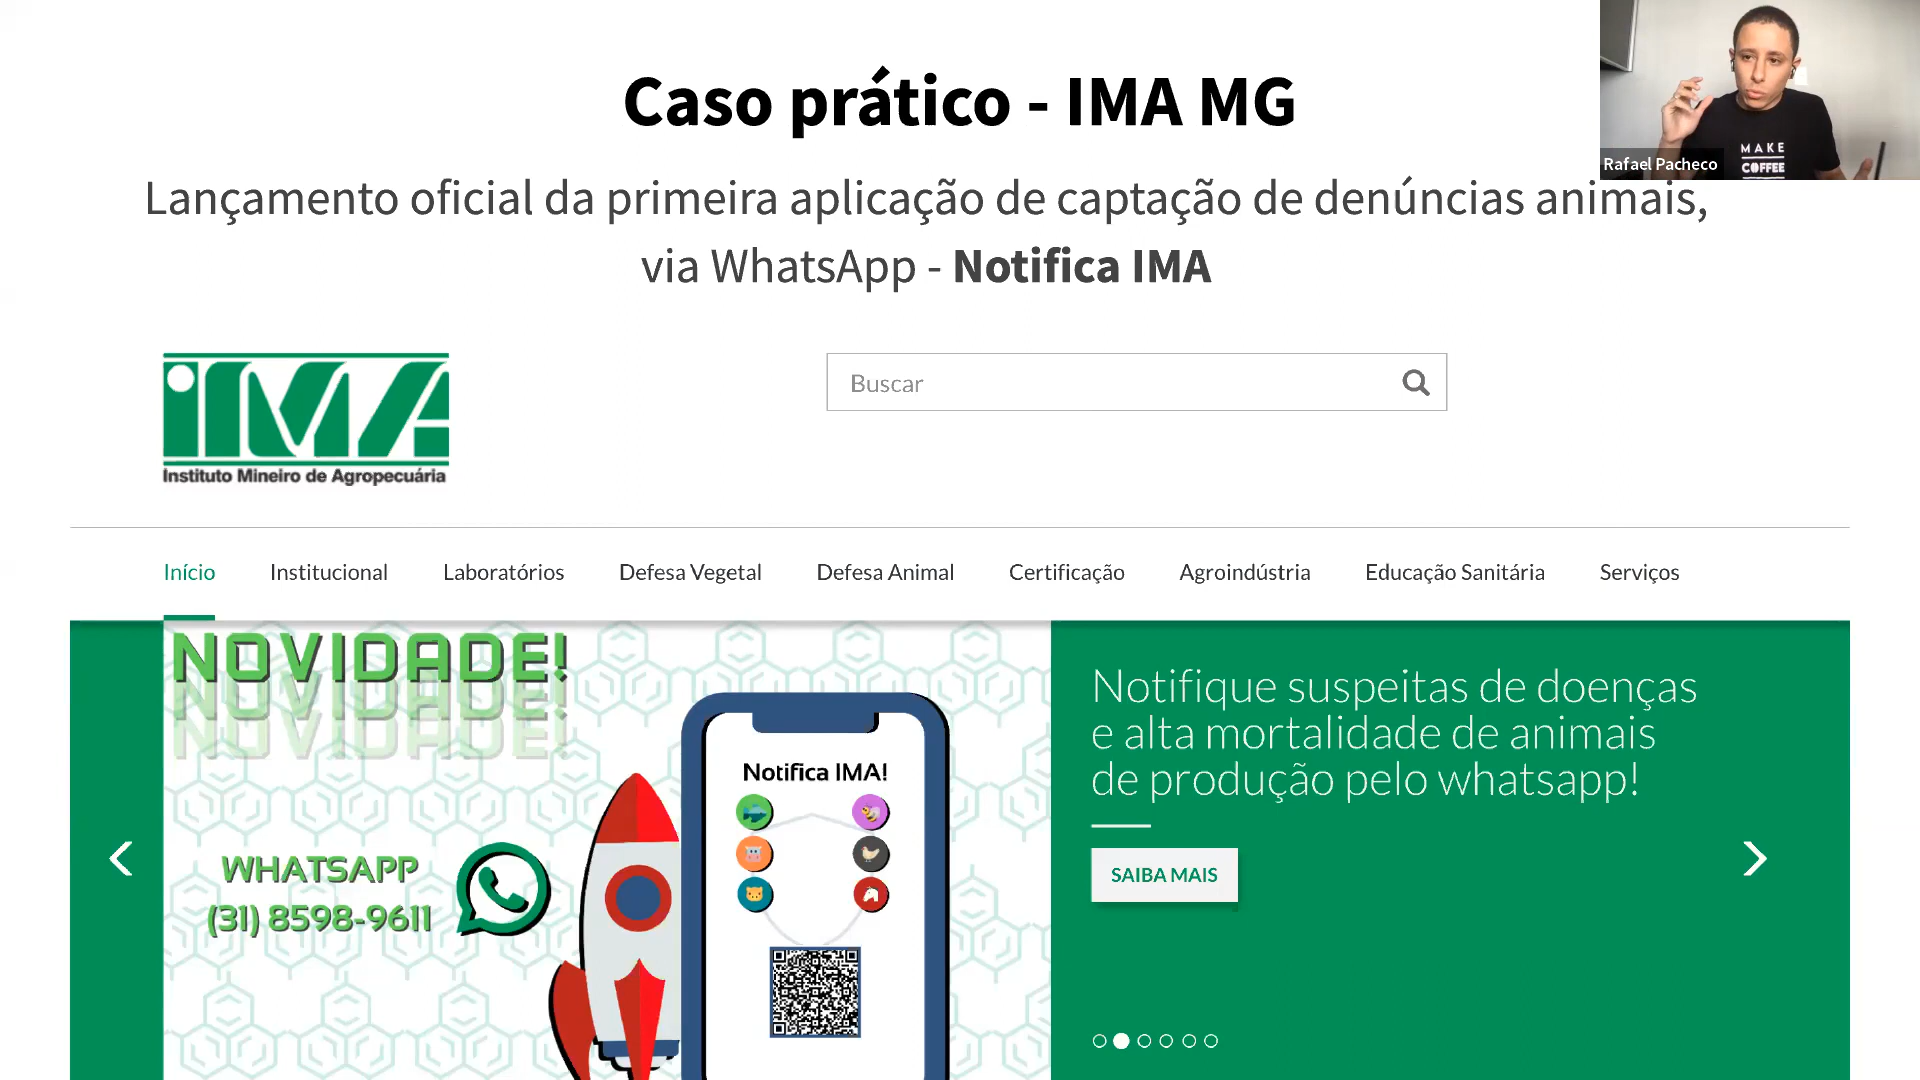 Caso prático - IMA MG
Lançamento oficial da primeira aplicação de captação de denúncias animais,
via WhatsApp - Notifica IMA
Rafael Pacheco
MAKE
COFFEE
iMA
Instituto Mineiro de Agropecuária
Buscar
Início Institucional Laboratórios Defesa Vegetal Defesa Animal Certificação Agroindústria Educação Sanitária Serviços
NOVIDADE!
NOVIDADE!
NOVIDADE!
WHATSAPP
(31) 8598-9611
Notifica IMA!
Notifique suspeitas de doenças
e alta mortalidade de animais
de produção pelo whatsapp!
SAIBA MAIS